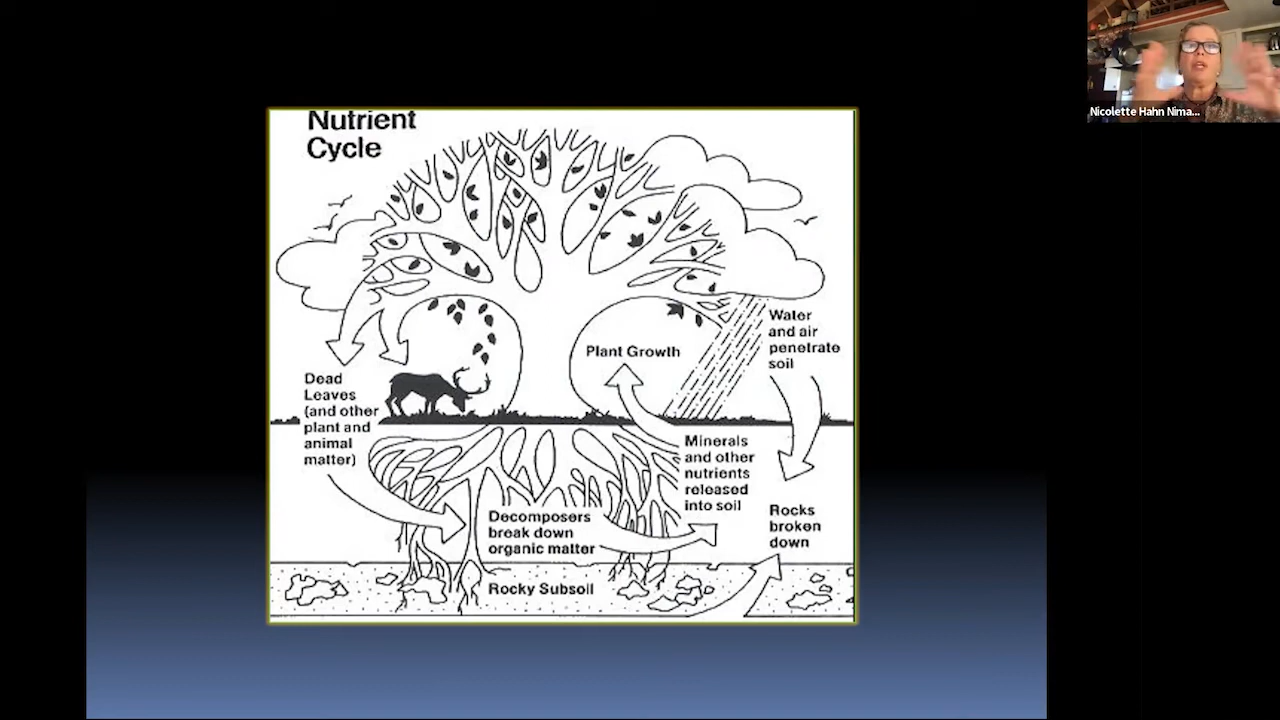 Nicolette Hahn Nima...
Nutrient
Cycle
Water
and air
penetrate
soil
Plant Growth
Dead
Leaves
(and other
plant and
animal
matter)
Minerals
and other
nutrients
released
into soil
Decomposers
break down
organic matter
Rocks
broken
down
Rocky Subsoil